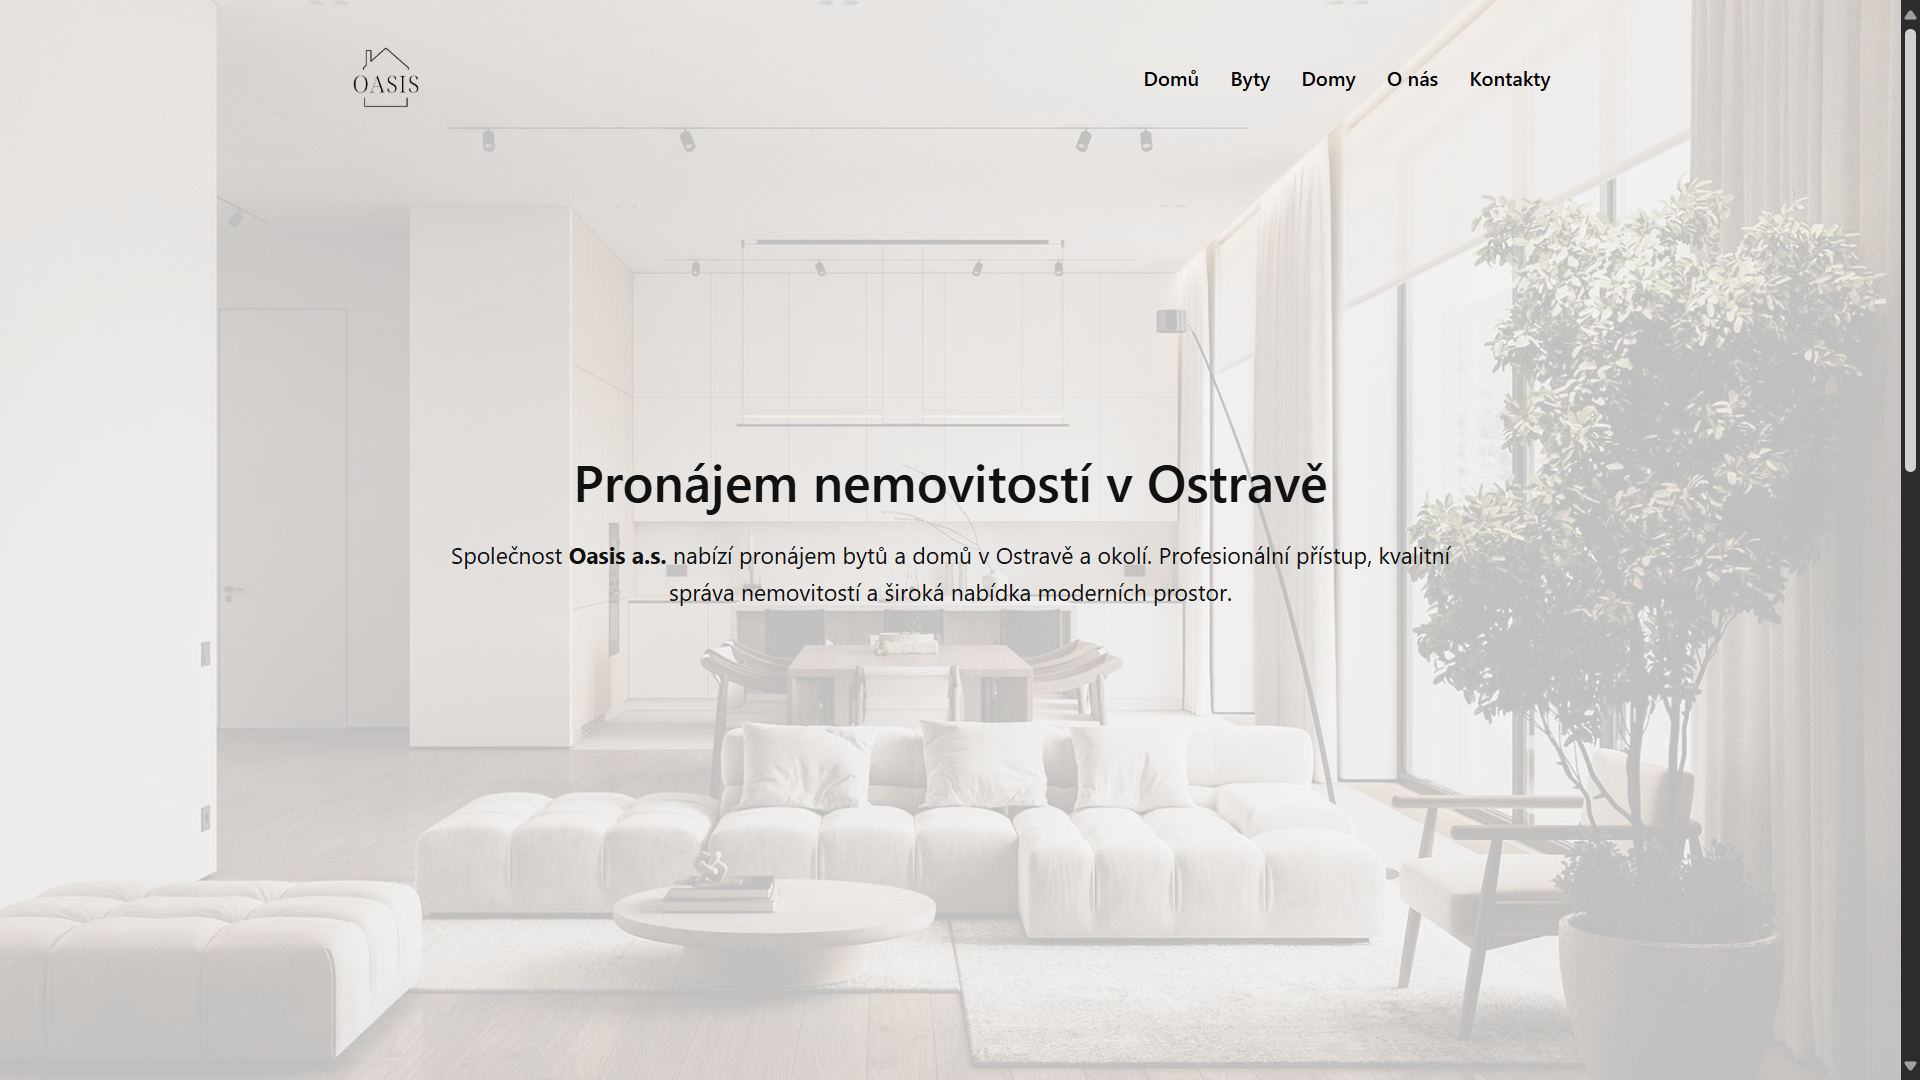 OASIS
Domů Byty Domy O nás Kontakty
Pronájem nemovitostí v Ostravě
Společnost Oasis a.s. nabízí pronájem bytů a domů v Ostravě a okolí. Profesionální přístup, kvalitní
správa nemovitostí a široká nabídka moderních prostor.